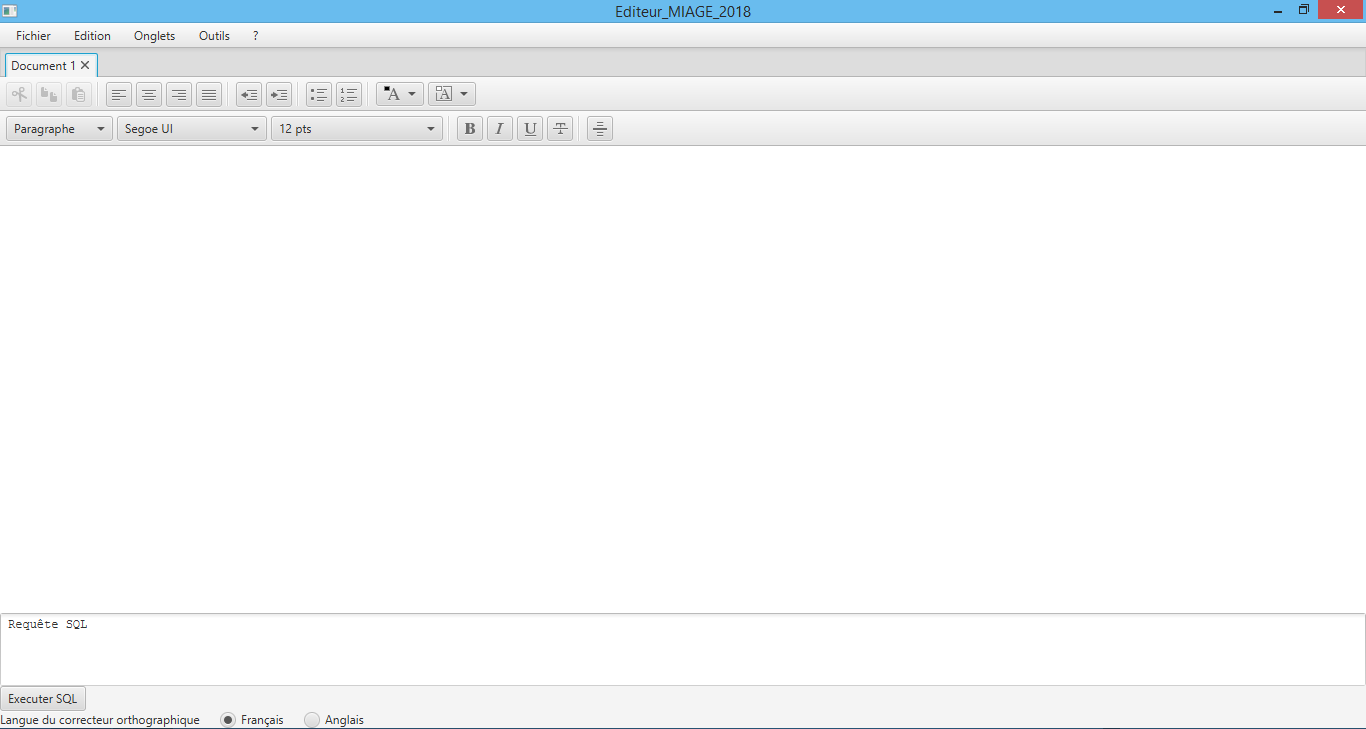 Editeur_MIAGE_2018
Fichier Edition Onglets Outils ?
Document 1
A A
Paragraphe Segoe UI 12 pts B I U T
Requête SQL
Executer SQL
Langue du correcteur orthographique Français Anglais